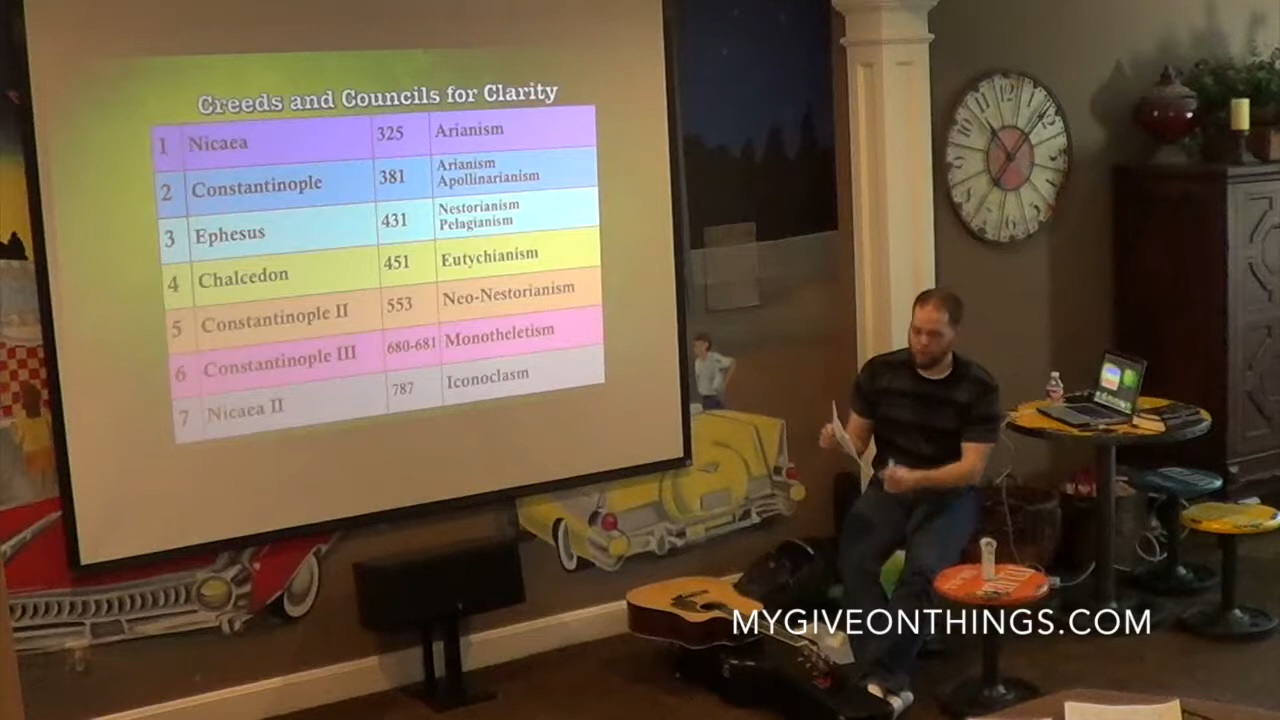 Creeds and Councils for Clarity
1 Nicaea 325 Arianism
2 Constantinople 381 Arianism Apollinarianism
3 Ephesus 431 Nestorianism Pelagianism
4 Chalcedon 451 Eutychianism
5 Constantinople II 553 Neo-Nestorianism
6 Constantinople III 680-681 Monotheletism
7 Nicaea II 787 Iconoclasm
MYGIVEONTHINGS.COM